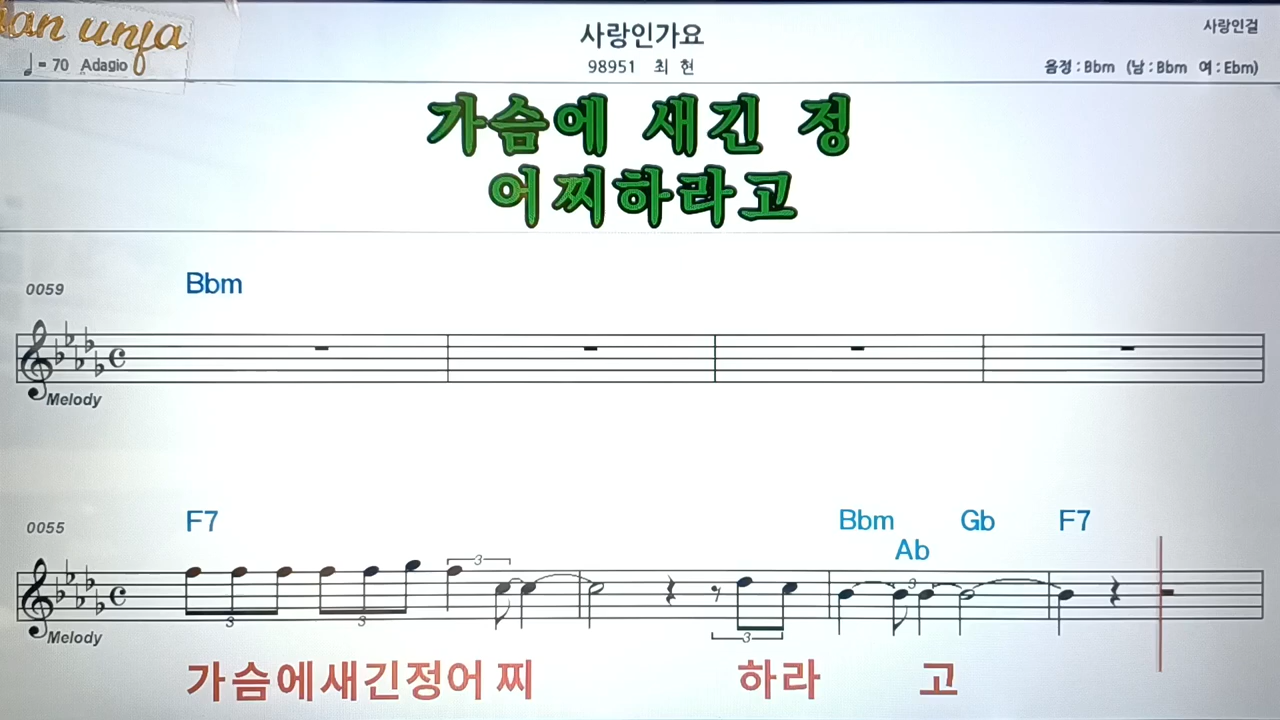 사랑인가요
사랑인걸
♩= 70 Adagio
98951 최 현
음정 : Bbm (남 : Bbm 여 : Ebm)
가슴에 새긴 정
어찌하라고
0059
Bbm
Melody
0055
F7 Bbm Ab Gb F7
3 3 3 3 3
Melody
가슴에새긴정어 찌 하라 고